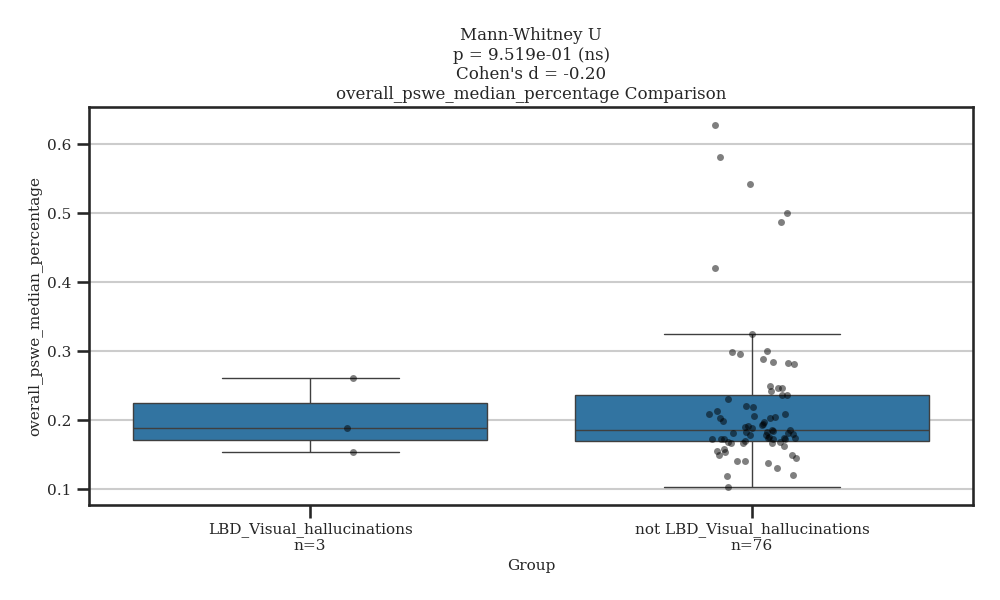 Mann-Whitney U
p = 9.519e-01 (ns)
Cohen's d = -0.20
overall_pswe_median_percentage Comparison
overall_pswe_median_percentage
0.6
0.5
0.4
0.3
0.2
0.1
LBD_Visual_hallucinations
n=3
not LBD_Visual_hallucinations
n=76
Group